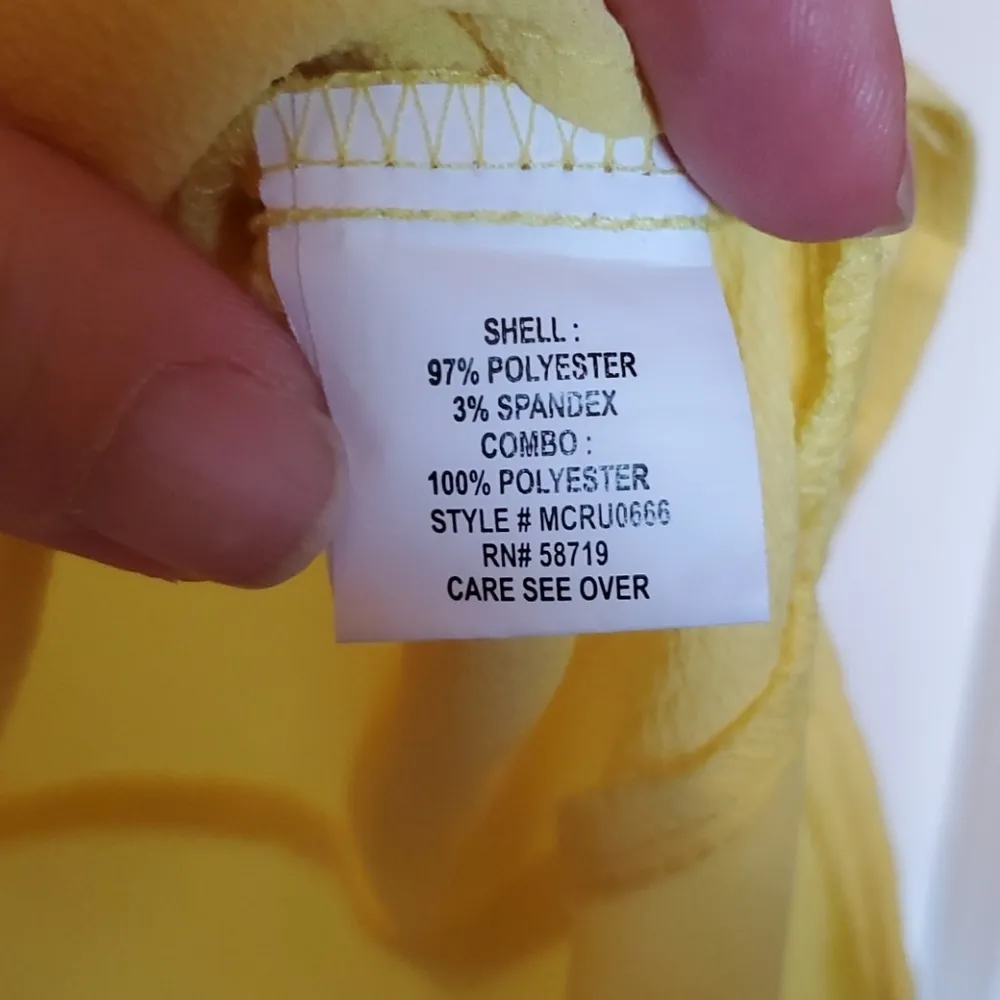 SHELL :
97% POLYESTER
3% SPANDEX
COMBO :
100% POLYESTER
STYLE # MCRU0666
RN# 58719
CARE SEE OVER